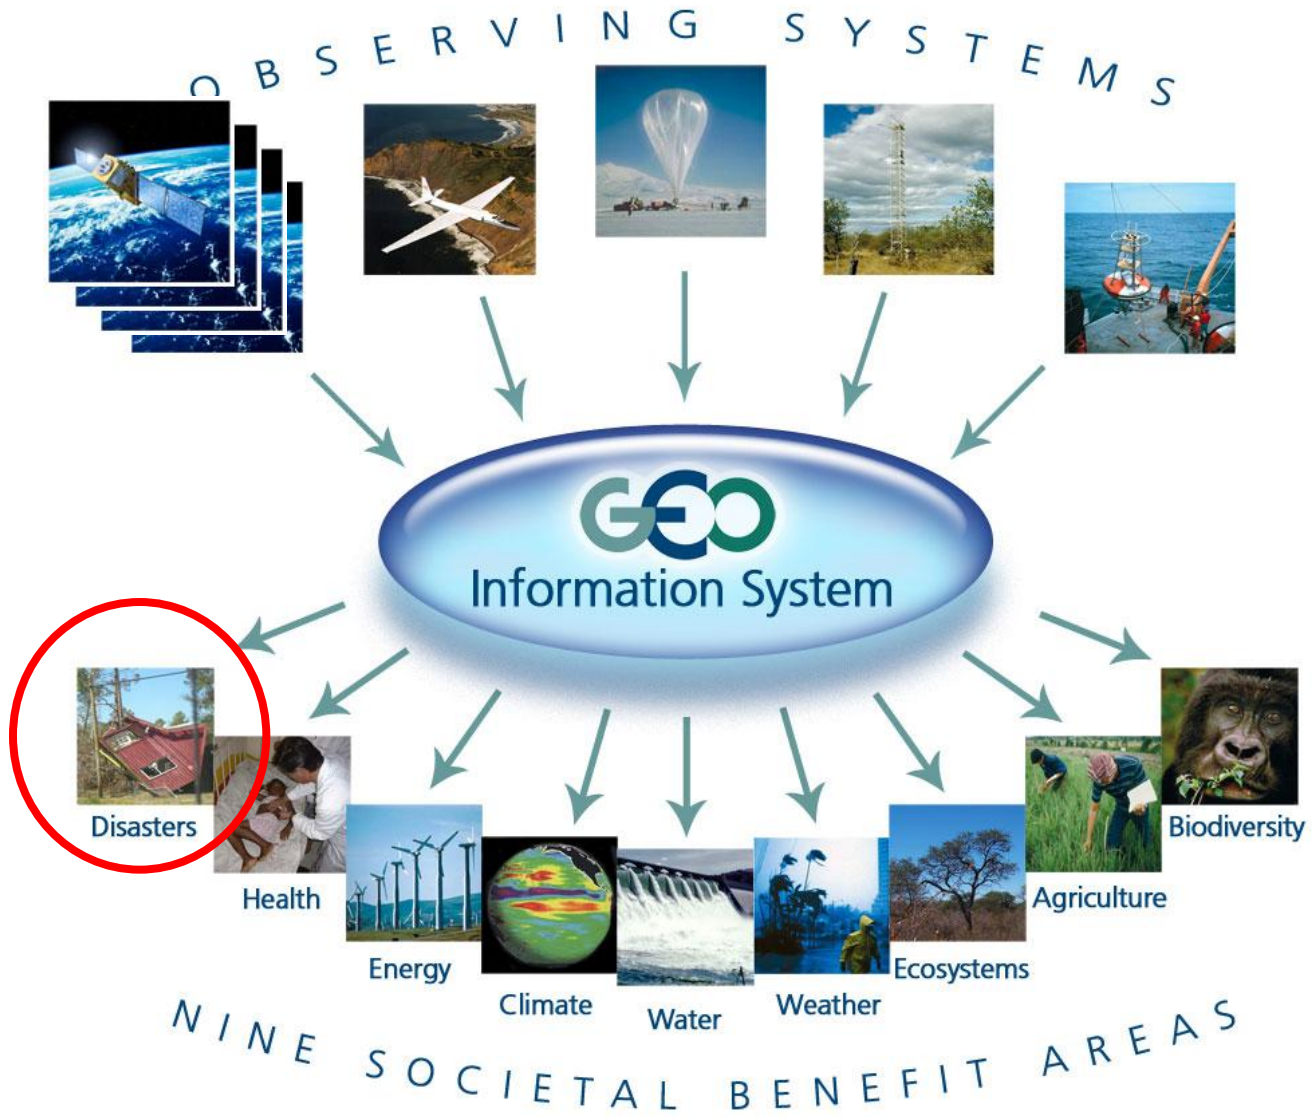 OBSERVING SYSTEMS
GEO
Information System
Disasters
Health
Energy
Climate
Water
Weather
Ecosystems
Agriculture
Biodiversity
NINE SOCIETAL BENEFIT AREAS